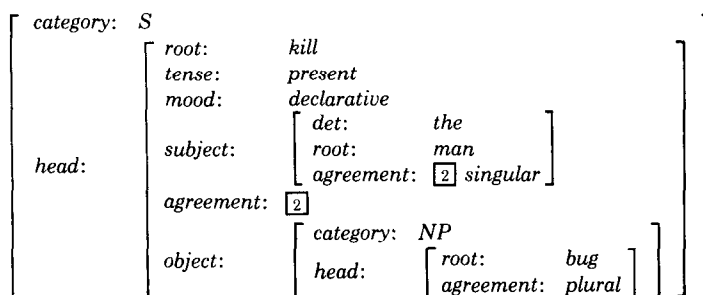 category: S
root: kill
tense: present
mood: declarative
det: the
subject: root: man
head: agreement: 2 singular
agreement: 2
category: NP
object: head: root: bug
agreement: plural